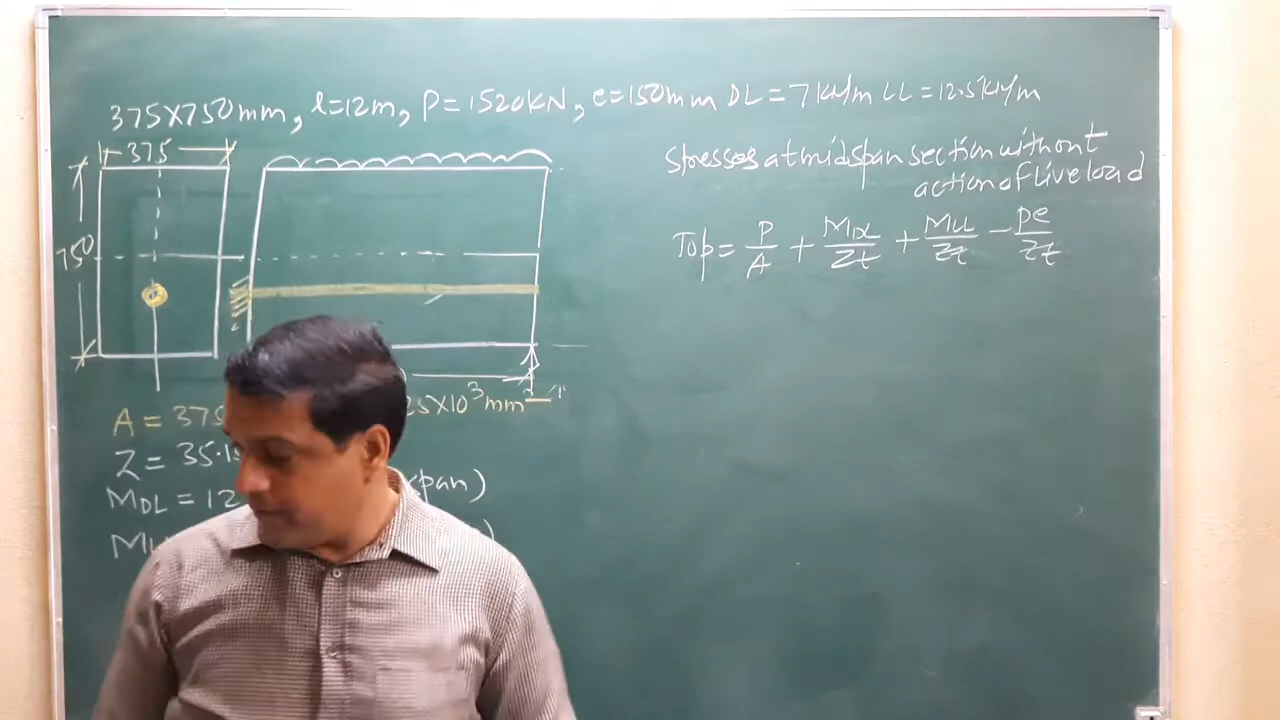 375X750mm, l=12m, P=1520KN, e=150mm DL=7KN/m LL=12.5KN/m
375
750
A = 375
25X10³mm²
Z = 35.1
MDL = 12
span)
M
)
Stresses at midspan section without
action of live load
Top = P/A + MDL/Zt + MLL/Zt - Pe/Zt